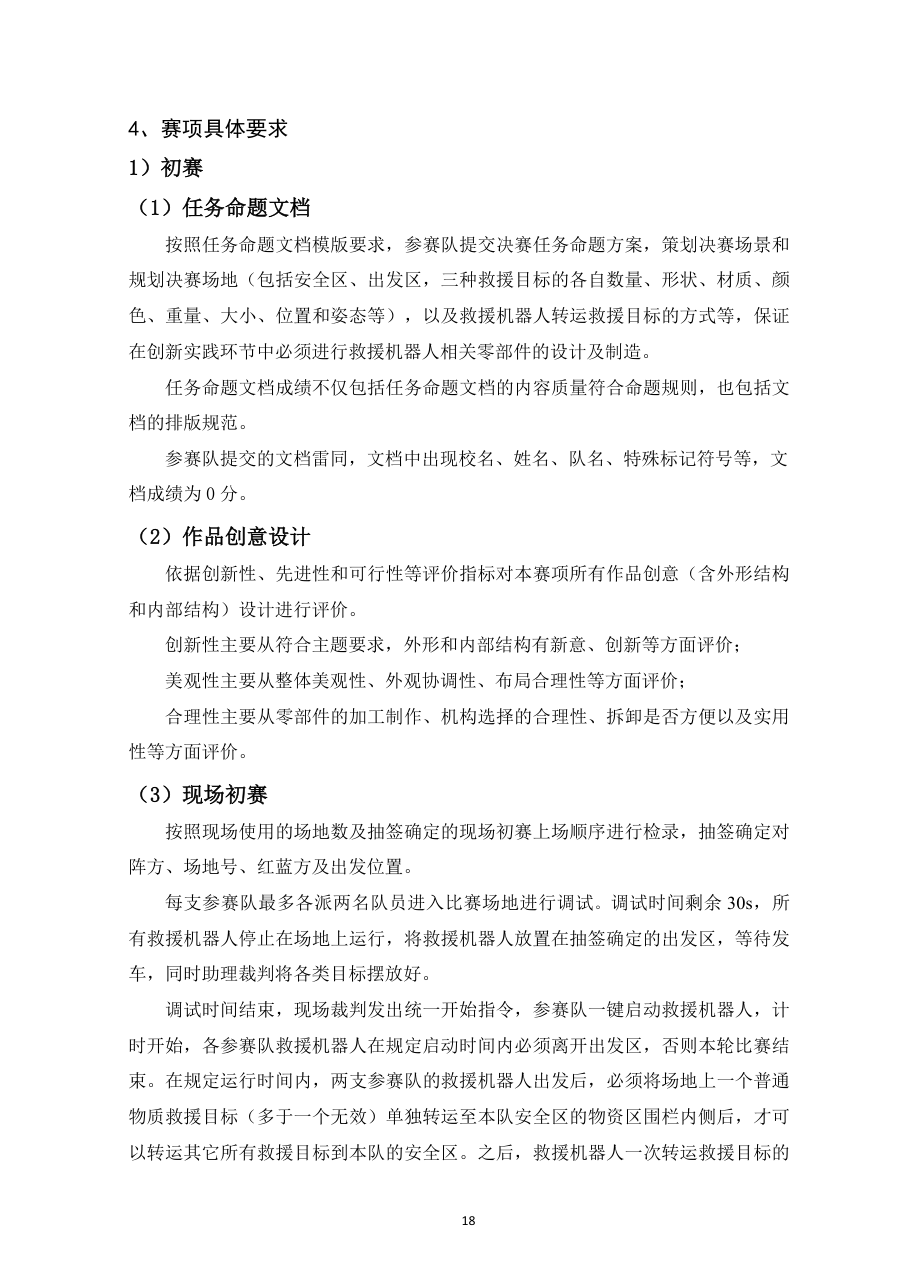 4、赛项具体要求
1）初赛
（1）任务命题文档
按照任务命题文档模版要求，参赛队提交决赛任务命题方案，策划决赛场景和
规划决赛场地（包括安全区、出发区，三种救援目标的各自数量、形状、材质、颜
色、重量、大小、位置和姿态等），以及救援机器人转运救援目标的方式等，保证
在创新实践环节中必须进行救援机器人相关零部件的设计及制造。
任务命题文档成绩不仅包括任务命题文档的内容质量符合命题规则，也包括文
档的排版规范。
参赛队提交的文档雷同，文档中出现校名、姓名、队名、特殊标记符号等，文
档成绩为 0 分。
（2）作品创意设计
依据创新性、先进性和可行性等评价指标对本赛项所有作品创意（含外形结构
和内部结构）设计进行评价。
创新性主要从符合主题要求，外形和内部结构有新意、创新等方面评价；
美观性主要从整体美观性、外观协调性、布局合理性等方面评价；
合理性主要从零部件的加工制作、机构选择的合理性、拆卸是否方便以及实用
性等方面评价。
（3）现场初赛
按照现场使用的场地数及抽签确定的现场初赛上场顺序进行检录，抽签确定对
阵方、场地号、红蓝方及出发位置。
每支参赛队最多各派两名队员进入比赛场地进行调试。调试时间剩余 30s，所
有救援机器人停止在场地上运行，将救援机器人放置在抽签确定的出发区，等待发
车，同时助理裁判将各类目标摆放好。
调试时间结束，现场裁判发出统一开始指令，参赛队一键启动救援机器人，计
时开始，各参赛队救援机器人在规定启动时间内必须离开出发区，否则本轮比赛结
束。在规定运行时间内，两支参赛队的救援机器人出发后，必须将场地上一个普通
物质救援目标（多于一个无效）单独转运至本队安全区的物资区围栏内侧后，才可
以转运其它所有救援目标到本队的安全区。之后，救援机器人一次转运救援目标的
18